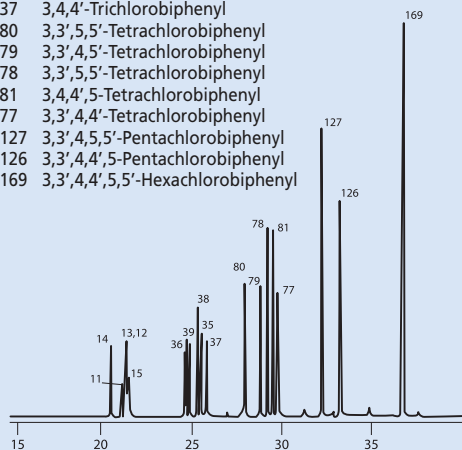 37 3,4,4’-Trichlorobiphenyl
80 3,3’,5,5’-Tetrachlorobiphenyl
79 3,3’,4,5’-Tetrachlorobiphenyl
78 3,3’,5,5’-Tetrachlorobiphenyl
81 3,4,4’,5-Tetrachlorobiphenyl
77 3,3’,4,4’-Tetrachlorobiphenyl
127 3,3’,4,5,5’-Pentachlorobiphenyl
126 3,3’,4,4’,5-Pentachlorobiphenyl
169 3,3’,4,4’,5,5’-Hexachlorobiphenyl
169
127
126
78 81
80 79
77
38
14 13,12
36 39 35 37
11 15
15 20 25 30 35